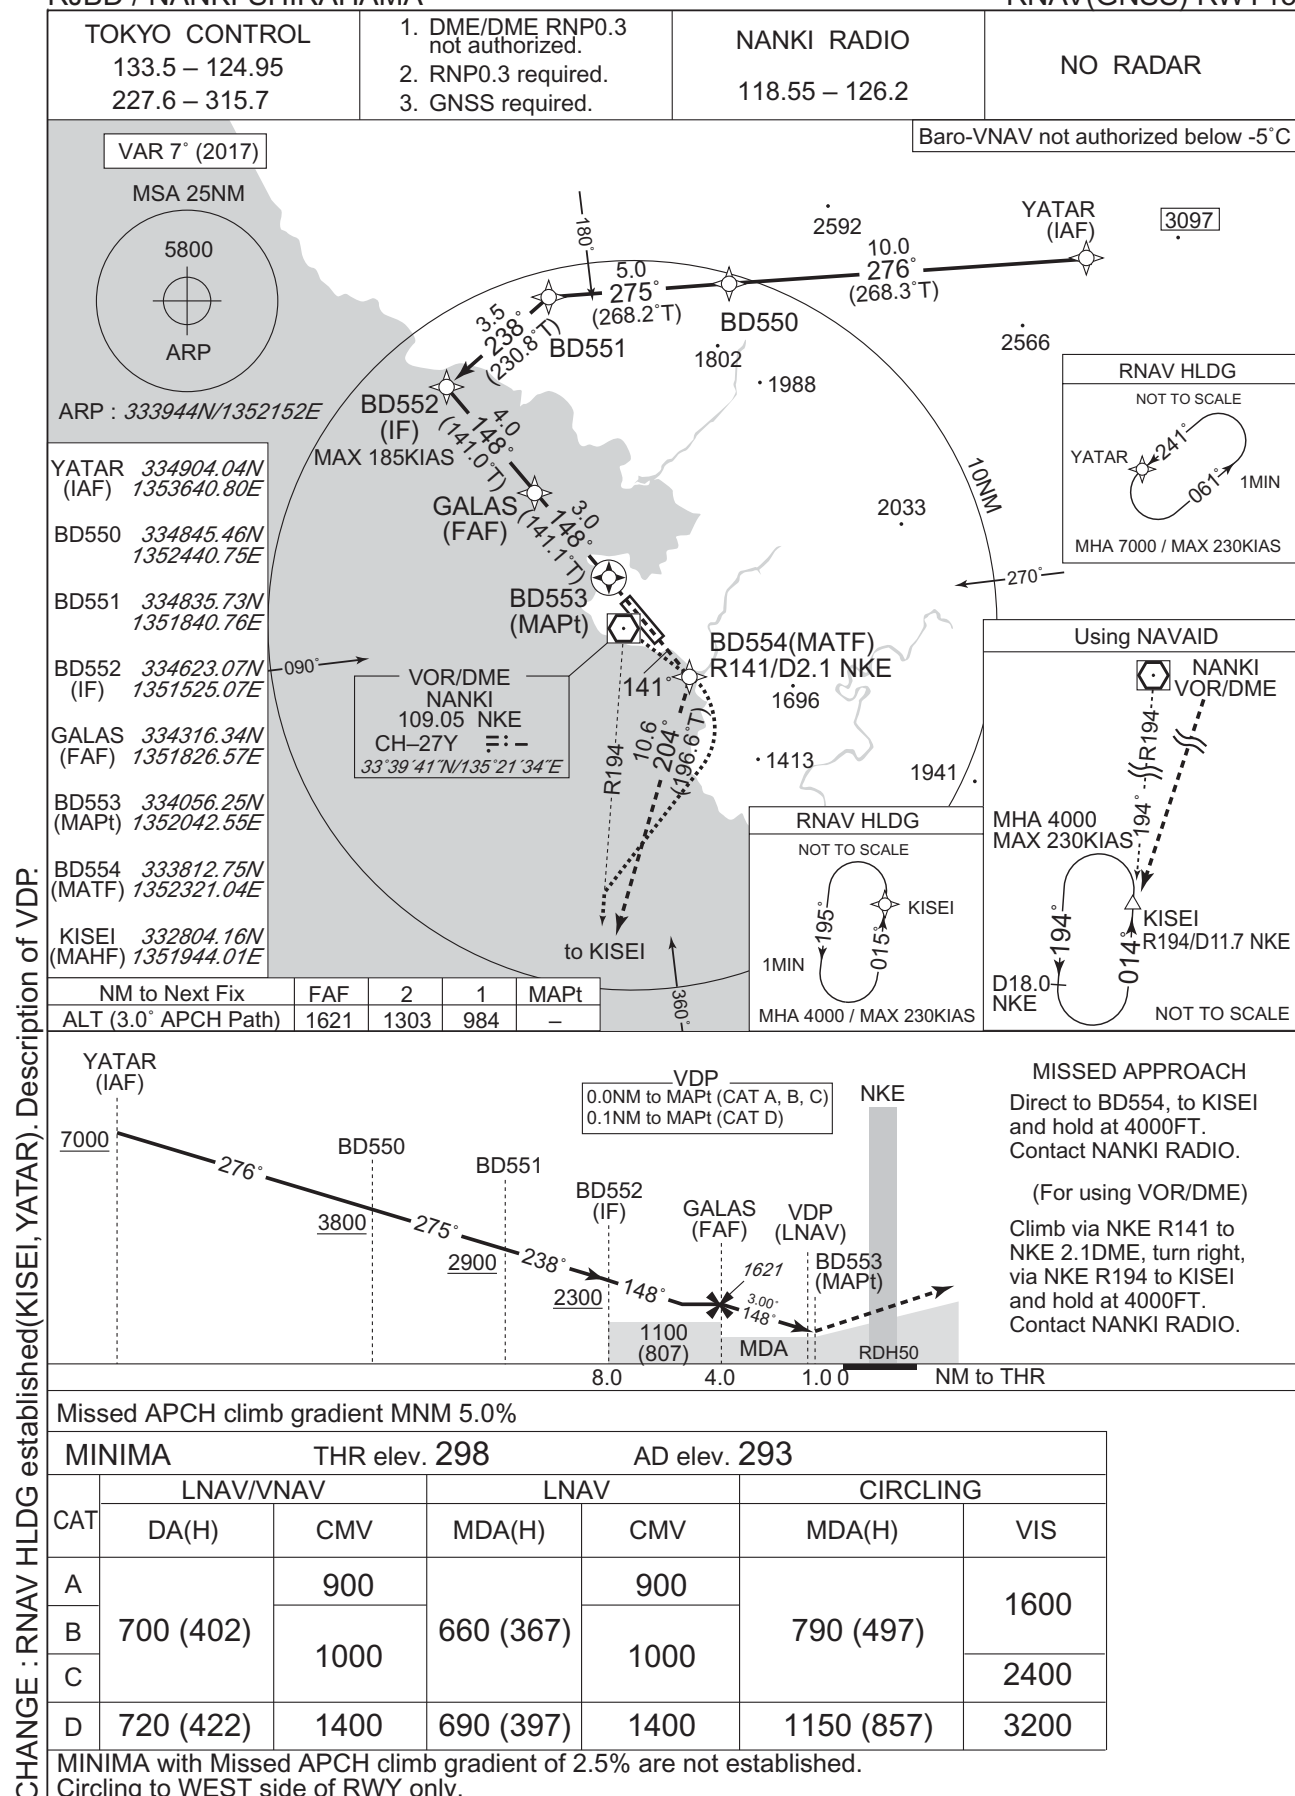 RJBD / NANKI-SHIRAHAMA
RNAV(GNSS) RWY
TOKYO CONTROL
133.5 – 124.95
227.6 – 315.7
1. DME/DME RNP0.3
not authorized.
2. RNP0.3 required.
3. GNSS required.
NANKI RADIO
118.55 – 126.2
NO RADAR
Baro-VNAV not authorized below -5˚C
VAR 7˚ (2017)
MSA 25NM
5800
ARP
ARP : 333944N/1352152E
180˚
2592
YATAR
(IAF)
3097
10.0
276˚
(268.3˚T)
5.0
275˚
(268.2˚T)
BD550
3.5
238˚
(230.8˚T)
BD551
1802
1988
2566
BD552
(IF)
MAX 185KIAS
4.0
148˚
(141.0˚T)
GALAS
(FAF)
3.0
148˚
(141.1˚T)
10NM
2033
RNAV HLDG
NOT TO SCALE
YATAR
241˚
061˚
1MIN
MHA 7000 / MAX 230KIAS
270˚
090˚
BD553
(MAPt)
BD554(MATF)
R141/D2.1 NKE
141˚
1696
1413
1941
VOR/DME
NANKI
109.05 NKE
CH–27Y
33˚39´41˝N/135˚21´34˝E
R194
10.6
204˚
(196.6˚T)
to KISEI
360˚
YATAR 334904.04N
(IAF) 1353640.80E
BD550 334845.46N
1352440.75E
BD551 334835.73N
1351840.76E
BD552 334623.07N
(IF) 1351525.07E
GALAS 334316.34N
(FAF) 1351826.57E
BD553 334056.25N
(MAPt) 1352042.55E
BD554 333812.75N
(MATF) 1352321.04E
KISEI 332804.16N
(MAHF) 1351944.01E
RNAV HLDG
NOT TO SCALE
195˚
015˚
KISEI
1MIN
MHA 4000 / MAX 230KIAS
Using NAVAID
NANKI
VOR/DME
R194
194˚
MHA 4000
MAX 230KIAS
194˚
014˚
KISEI
R194/D11.7 NKE
D18.0
NKE
NOT TO SCALE
NM to Next Fix FAF 2 1 MAPt
ALT (3.0˚ APCH Path) 1621 1303 984 –
YATAR
(IAF)
7000
276˚
BD550
3800
275˚
BD551
2900
238˚
BD552
(IF)
2300
148˚
GALAS
(FAF)
1621
3.00˚
148˚
VDP
0.0NM to MAPt (CAT A, B, C)
0.1NM to MAPt (CAT D)
VDP
(LNAV)
BD553
(MAPt)
NKE
1100
(807)
MDA
RDH50
8.0 4.0 1.0 0 NM to THR
MISSED APPROACH
Direct to BD554, to KISEI
and hold at 4000FT.
Contact NANKI RADIO.
(For using VOR/DME)
Climb via NKE R141 to
NKE 2.1DME, turn right,
via NKE R194 to KISEI
and hold at 4000FT.
Contact NANKI RADIO.
Missed APCH climb gradient MNM 5.0%
MINIMA THR elev. 298 AD elev. 293
CAT LNAV/VNAV LNAV CIRCLING
DA(H) CMV MDA(H) CMV MDA(H) VIS
A 700 (402) 900 660 (367) 900 790 (497) 1600
B 1000 1000
C 2400
D 720 (422) 1400 690 (397) 1400 1150 (857) 3200
MINIMA with Missed APCH climb gradient of 2.5% are not established.
Circling to WEST side of RWY only.
CHANGE : RNAV HLDG established(KISEI, YATAR). Description of VDP.